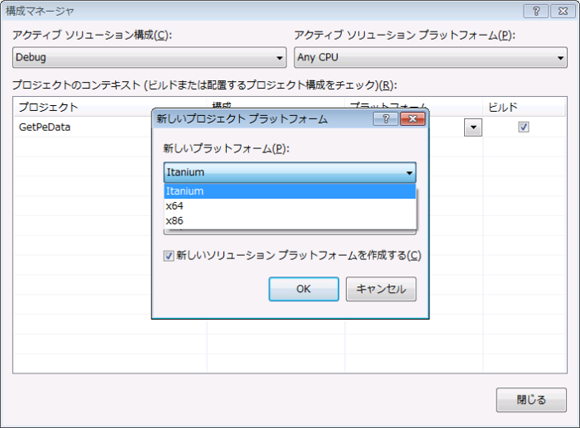 構成マネージャ
アクティブ ソリューション構成(C):
アクティブ ソリューション プラットフォーム(P):
Debug
Any CPU
プロジェクトのコンテキスト (ビルドまたは配置するプロジェクト構成をチェック)(R):
プロジェクト
構成
プラットフォーム
ビルド
GetPeData
新しいプロジェクト プラットフォーム
新しいプラットフォーム(P):
Itanium
Itanium
x64
x86
新しいソリューション プラットフォームを作成する(C)
OK
キャンセル
閉じる